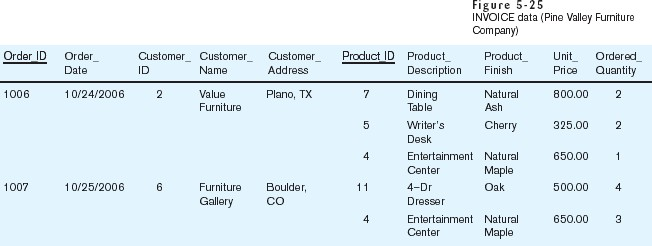 Figure 5-25
INVOICE data (Pine Valley Furniture
Company)
Order_ID Order_ Customer_ Customer_ Customer_ Product_ID Product_ Product_ Unit_ Ordered_
Date ID Name Address Description Finish Price Quantity
1006 10/24/2006 2 Value Plano, TX 7 Dining Natural 800.00 2
Furniture Table Ash
5 Writer's Cherry 325.00 2
Desk
4 Entertainment Natural 650.00 1
Center Maple
1007 10/25/2006 6 Furniture Boulder, 11 4–Dr Oak 500.00 4
Gallery CO Dresser
4 Entertainment Natural 650.00 3
Center Maple